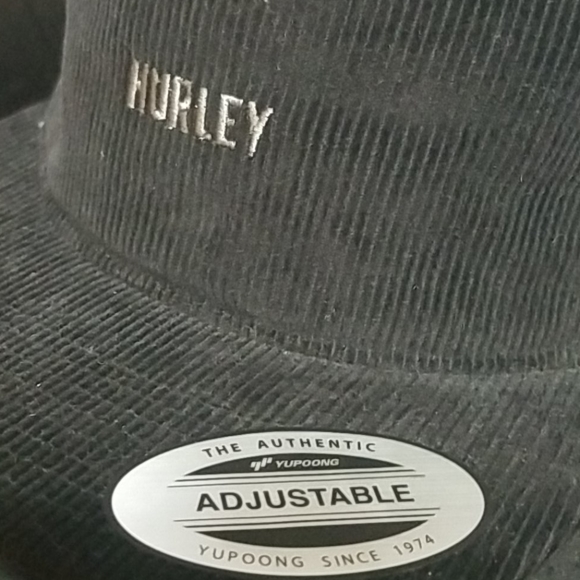 HURLEY
THE AUTHENTIC
YUPOONG
ADJUSTABLE
YUPOONG SINCE 1974